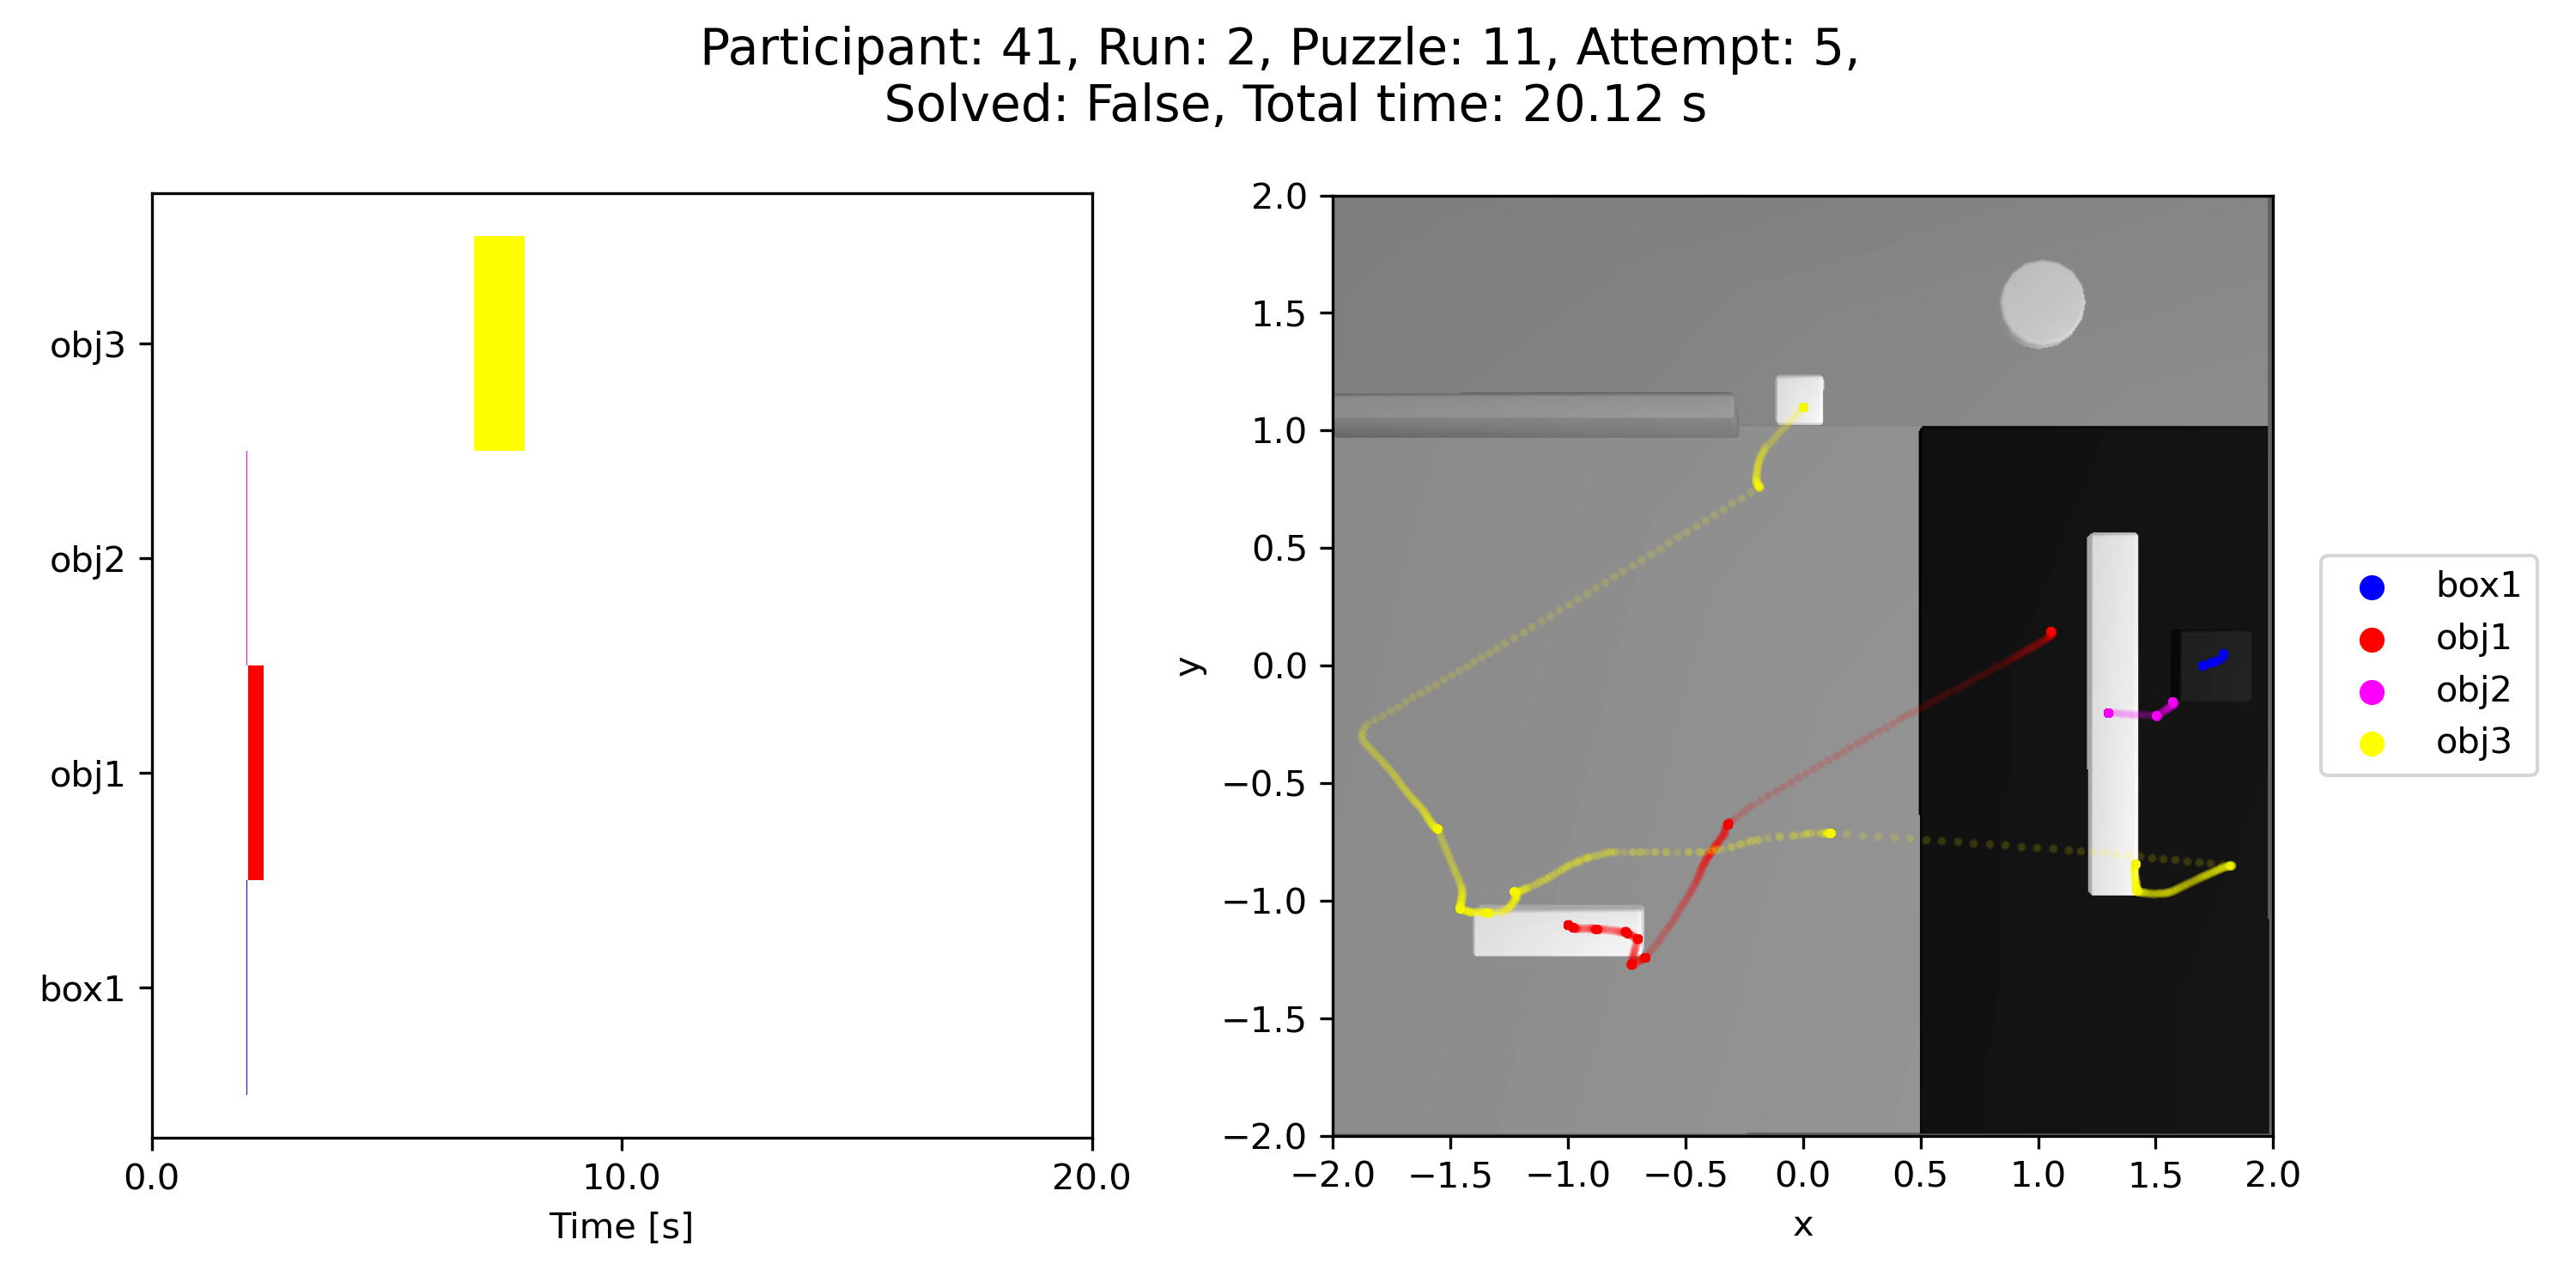 Participant: 41, Run: 2, Puzzle: 11, Attempt: 5,
Solved: False, Total time: 20.12 s
obj3
obj2
obj1
box1
0.0 10.0 20.0
Time [s]
2.0
1.5
1.0
0.5
0.0
−0.5
−1.0
−1.5
−2.0
y
−2.0 −1.5 −1.0 −0.5 0.0 0.5 1.0 1.5 2.0
x
box1
obj1
obj2
obj3